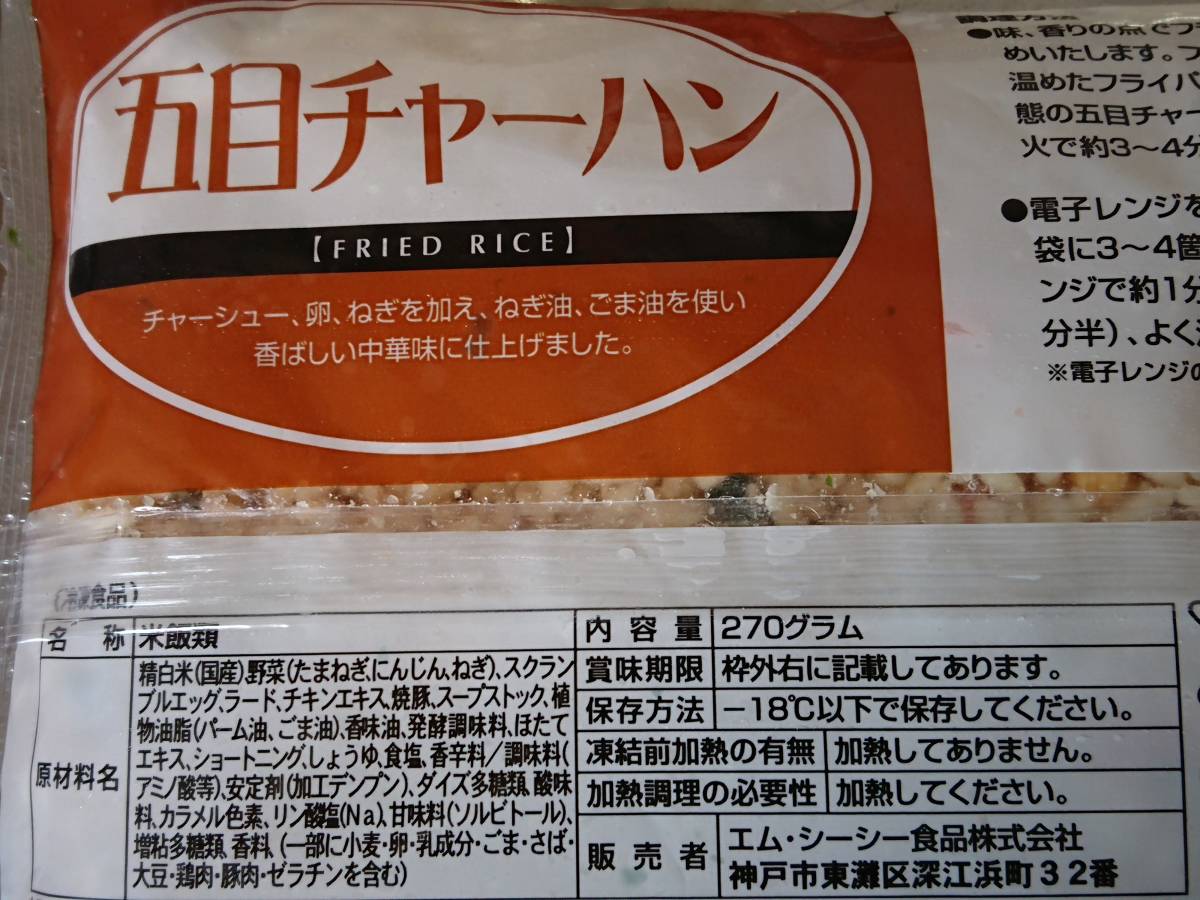 五目チャーハン
【FRIED RICE】
チャーシュー、卵、ねぎを加え、ねぎ油、ごま油を使い
香ばしい中華味に仕上げました。
調理方法
●味、香りの点でフ
めいたします。フ
温めたフライパ
態の五目チャー
火で約3〜4分
●電子レンジを
袋に3〜4箇
ンジで約1分
分半)、よく
※電子レンジの
(冷凍食品)
名称 米飯類
原材料名
精白米(国産)、野菜(たまねぎ、にんじん、ねぎ)、スクラン
ブルエッグ、ラード、チキンエキス、焼豚、スープストック、植
物油脂(パーム油、ごま油)、香味油、発酵調味料、ほたて
エキス、ショートニング、しょうゆ、食塩、香辛料/調味料(
アミノ酸等)、安定剤(加工デンプン)、ダイズ多糖類、酸味
料、カラメル色素、リン酸塩(Na)、甘味料(ソルビトール)、
増粘多糖類、香料、(一部に小麦・卵・乳成分・ごま・さば・
大豆・鶏肉・豚肉・ゼラチンを含む)
内容量 270グラム
賞味期限 枠外右に記載してあります。
保存方法 −18℃以下で保存してください。
凍結前加熱の有無 加熱してありません。
加熱調理の必要性 加熱してください。
販売者
エム・シーシー食品株式会社
神戸市東灘区深江浜町32番